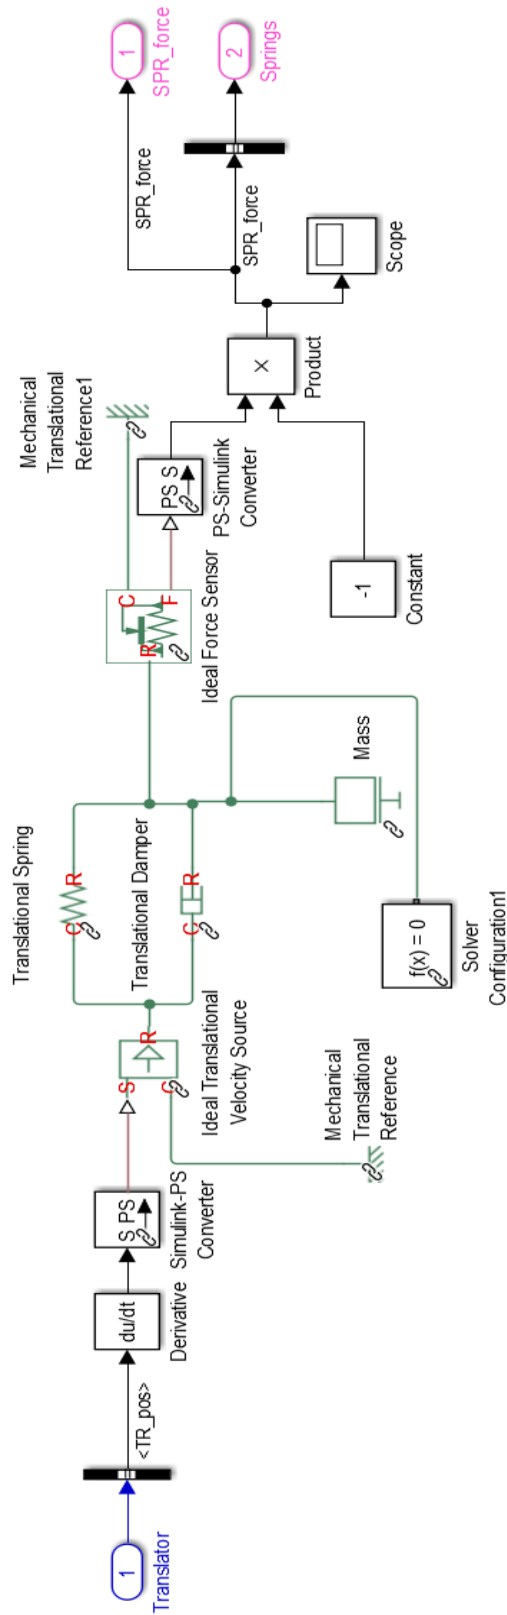 1
Translator
<TR_pos>
du/dt
Derivative
S PS
Simulink-PS
Converter
S
C
R
Ideal Translational
Velocity Source
Mechanical
Translational
Reference
Translational Spring
C
R
Translational Damper
C
R
f(x) = 0
Solver
Configuration1
Mass
R
C
F
Ideal Force Sensor
Mechanical
Translational
Reference1
PS S
PS-Simulink
Converter
-1
Constant
×
Product
Scope
SPR_force
SPR_force
1
SPR_force
2
Springs